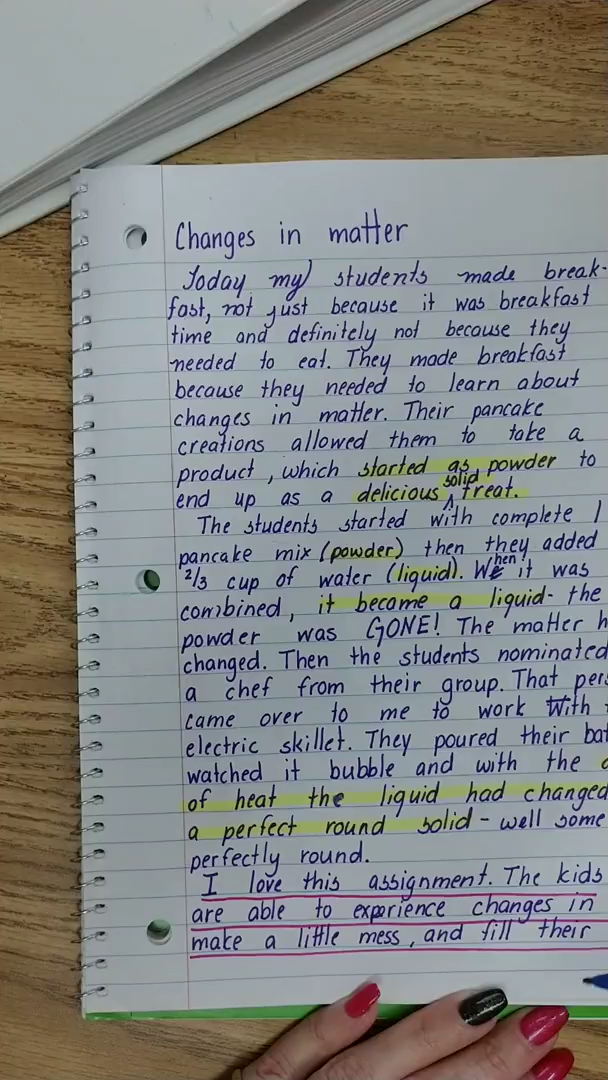 Changes in matter
Today my students made break-
fast, not just because it was breakfast
time and definitely not because they
needed to eat. They made breakfast
because they needed to learn about
changes in matter. Their pancake
creations allowed them to take a
product, which started as powder to
end up as a delicious solid treat.
The students started with complete 1
pancake mix (powder) then they added
2/3 cup of water (liquid). When it was
combined, it became a liquid- the
powder was GONE! The matter h
changed. Then the students nominated
a chef from their group. That pers
came over to me to work with
electric skillet. They poured their bat
watched it bubble and with the
of heat the liquid had changed
a perfect round solid - well some
perfectly round.
I love this assignment. The kids
are able to experience changes in
make a little mess, and fill their